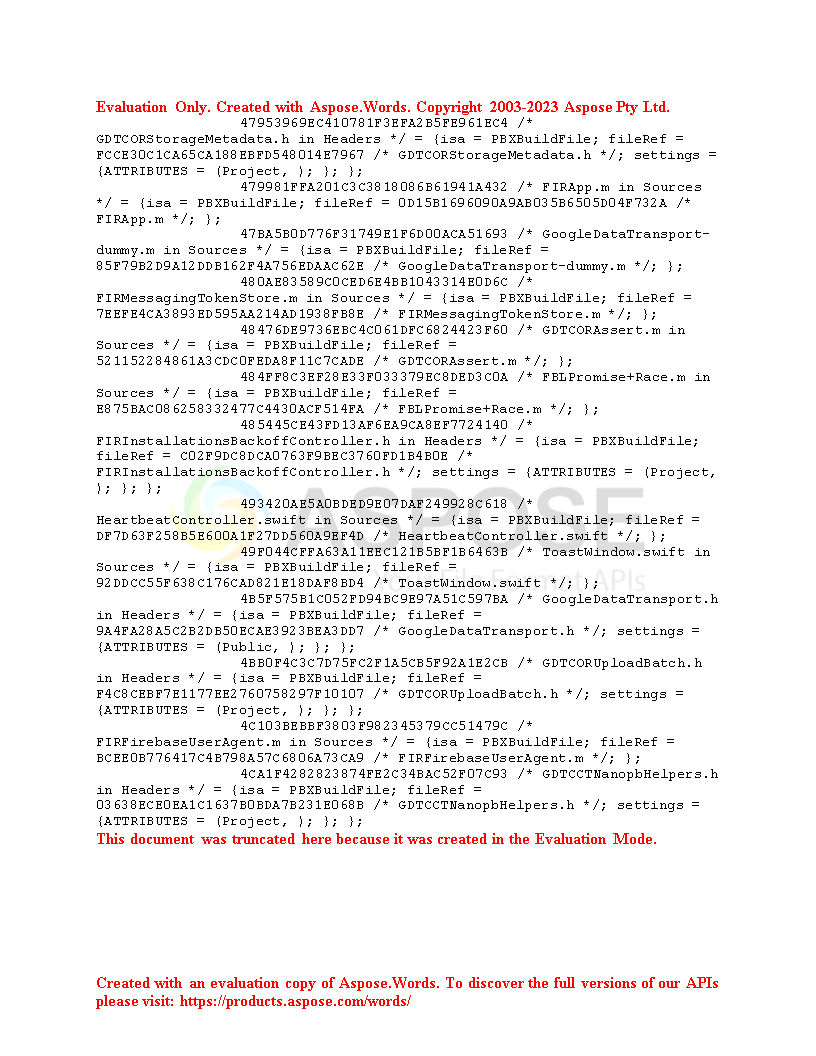 Evaluation Only. Created with Aspose.Words. Copyright 2003-2023 Aspose Pty Ltd.
47953969EC410781F3EFA2B5FE961EC4 /*
GDTCORStorageMetadata.h in Headers */ = {isa = PBXBuildFile; fileRef =
FCCE30C1CA65CA188EBFD548014E7967 /* GDTCORStorageMetadata.h */; settings =
{ATTRIBUTES = (Project, ); }; };
479981FFA201C3C3818086B61941A432 /* FIRApp.m in Sources
*/ = {isa = PBXBuildFile; fileRef = 0D15B1696090A9AB035B6505D04F732A /*
FIRApp.m */; };
47BA5B0D776F31749E1F6D00ACA51693 /* GoogleDataTransport-
dummy.m in Sources */ = {isa = PBXBuildFile; fileRef =
85F79B2D9A12DDB162F4A756EDAAC62E /* GoogleDataTransport-dummy.m */; };
480AE83589C0CED6E4BB1043314E0D6C /*
FIRMessagingTokenStore.m in Sources */ = {isa = PBXBuildFile; fileRef =
7EEFE4CA3893ED595AA214AD1938FB8E /* FIRMessagingTokenStore.m */; };
48476DE9736EBC4C061DFC6824423F60 /* GDTCORAssert.m in
Sources */ = {isa = PBXBuildFile; fileRef =
521152284861A3CDC0FEDA8F11C7CADE /* GDTCORAssert.m */; };
484FF8C3EF28E33F033379EC8DED3C0A /* FBLPromise+Race.m in
Sources */ = {isa = PBXBuildFile; fileRef =
E875BAC086258332477C4430ACF514FA /* FBLPromise+Race.m */; };
485445CE43FD13AF6EA9CA8EF7724140 /*
FIRInstallationsBackoffController.h in Headers */ = {isa = PBXBuildFile;
fileRef = C02F9DC8DCA0763F9BEC3760FD1B4B0E /*
FIRInstallationsBackoffController.h */; settings = {ATTRIBUTES = (Project,
); }; };
493420AE5A0BDED9E07DAF249928C618 /*
HeartbeatController.swift in Sources */ = {isa = PBXBuildFile; fileRef =
DF7D63F258B5E600A1F27DD560A9EF4D /* HeartbeatController.swift */; };
49F044CFFA63A11EEC121B5BF1B6463B /* ToastWindow.swift in
Sources */ = {isa = PBXBuildFile; fileRef =
92DDCC55F638C176CAD821E18DAF8BD4 /* ToastWindow.swift */; };
4B5F575B1C052FD94BC9E97A51C597BA /* GoogleDataTransport.h
in Headers */ = {isa = PBXBuildFile; fileRef =
9A4FA28A5C2B2DB50ECAE3923BEA3DD7 /* GoogleDataTransport.h */; settings =
{ATTRIBUTES = (Public, ); }; };
4BB0F4C3C7D75FC2F1A5CB5F92A1E2CB /* GDTCORUploadBatch.h
in Headers */ = {isa = PBXBuildFile; fileRef =
F4C8CEBF7E1177EE2760758297F10107 /* GDTCORUploadBatch.h */; settings =
{ATTRIBUTES = (Project, ); }; };
4C103BEBBF3803F982345379CC51479C /*
FIRFirebaseUserAgent.m in Sources */ = {isa = PBXBuildFile; fileRef =
BCEE0B776417C4B798A57C6806A73CA9 /* FIRFirebaseUserAgent.m */; };
4CA1F4282823874FE2C34BAC52F07C93 /* GDTCCTNanopbHelpers.h
in Headers */ = {isa = PBXBuildFile; fileRef =
03638ECE0EA1C1637B0BDA7B231E068B /* GDTCCTNanopbHelpers.h */; settings =
{ATTRIBUTES = (Project, ); }; };
This document was truncated here because it was created in the Evaluation Mode.
ASPOSE
File Format APIs
Created with an evaluation copy of Aspose.Words. To discover the full versions of our APIs
please visit: https://products.aspose.com/words/